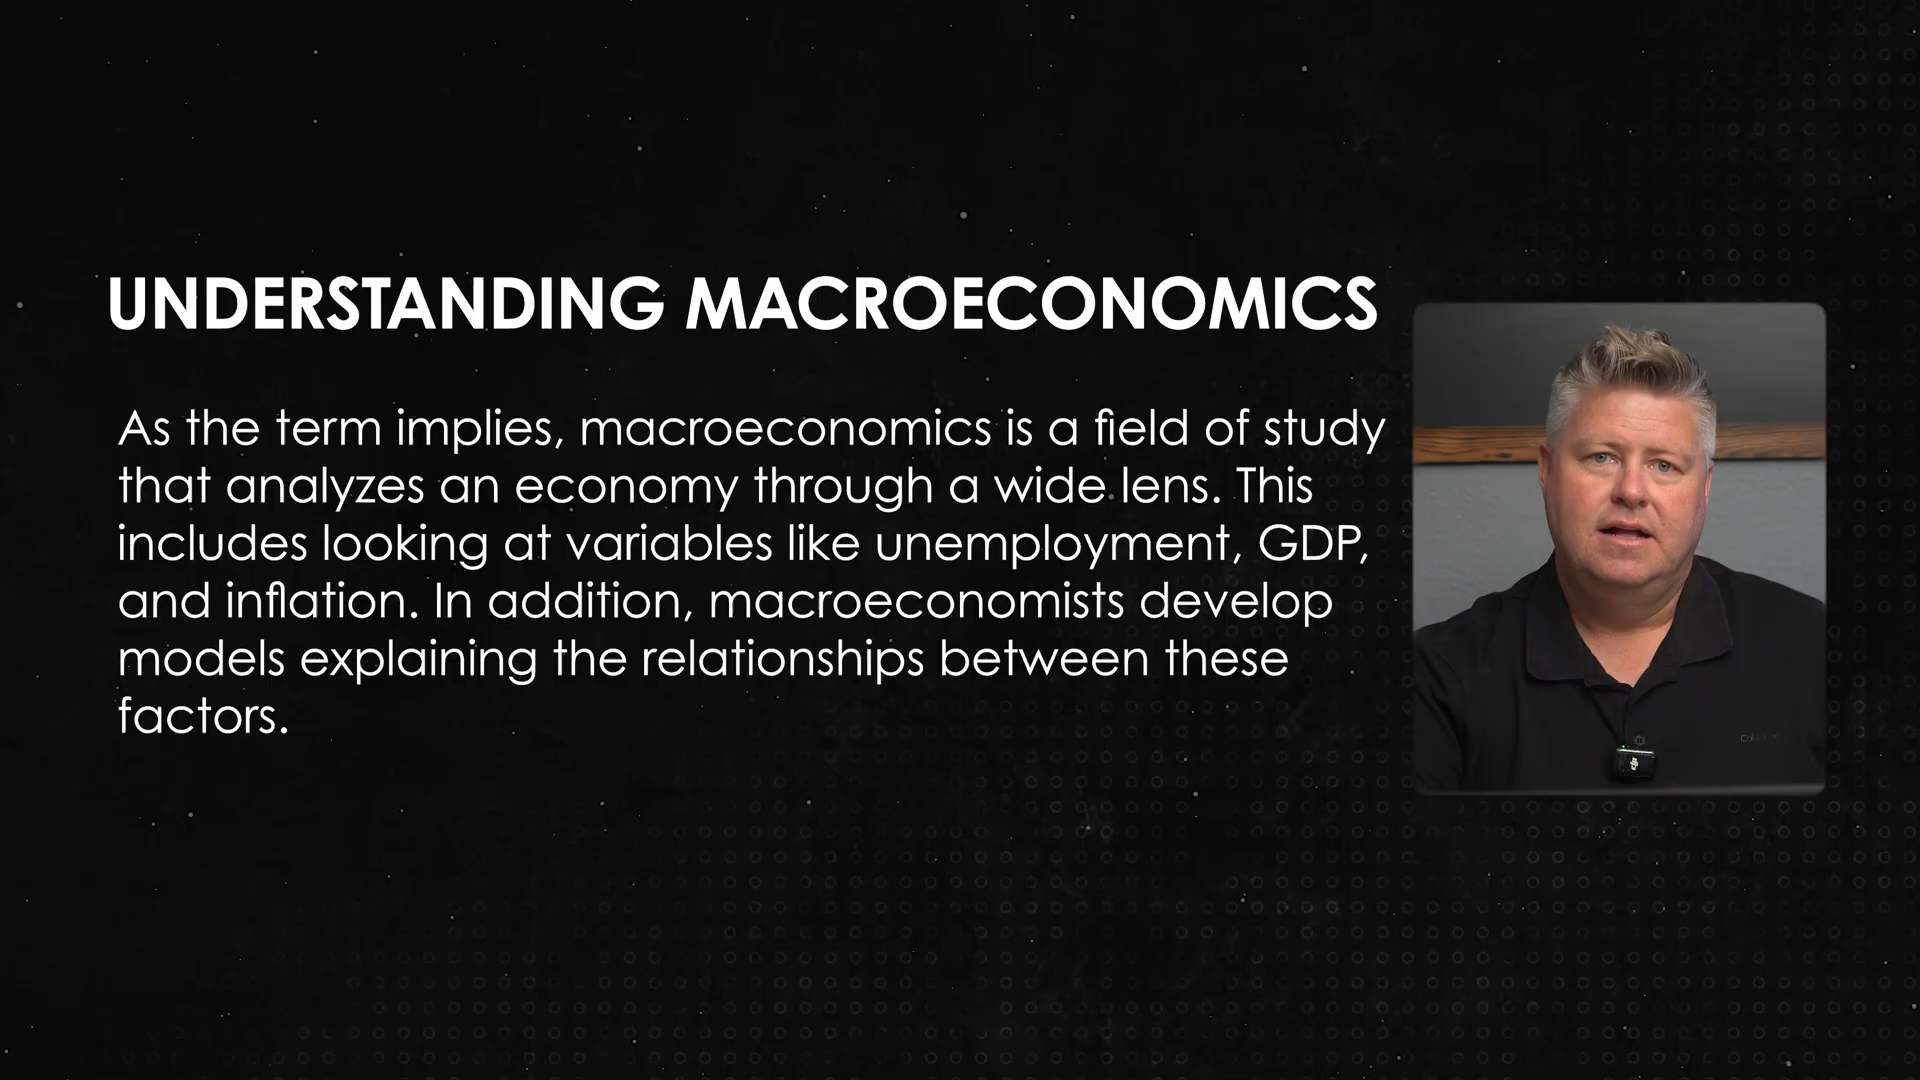 UNDERSTANDING MACROECONOMICS
As the term implies, macroeconomics is a field of study
that analyzes an economy through a wide lens. This
includes looking at variables like unemployment, GDP,
and inflation. In addition, macroeconomists develop
models explaining the relationships between these
factors.